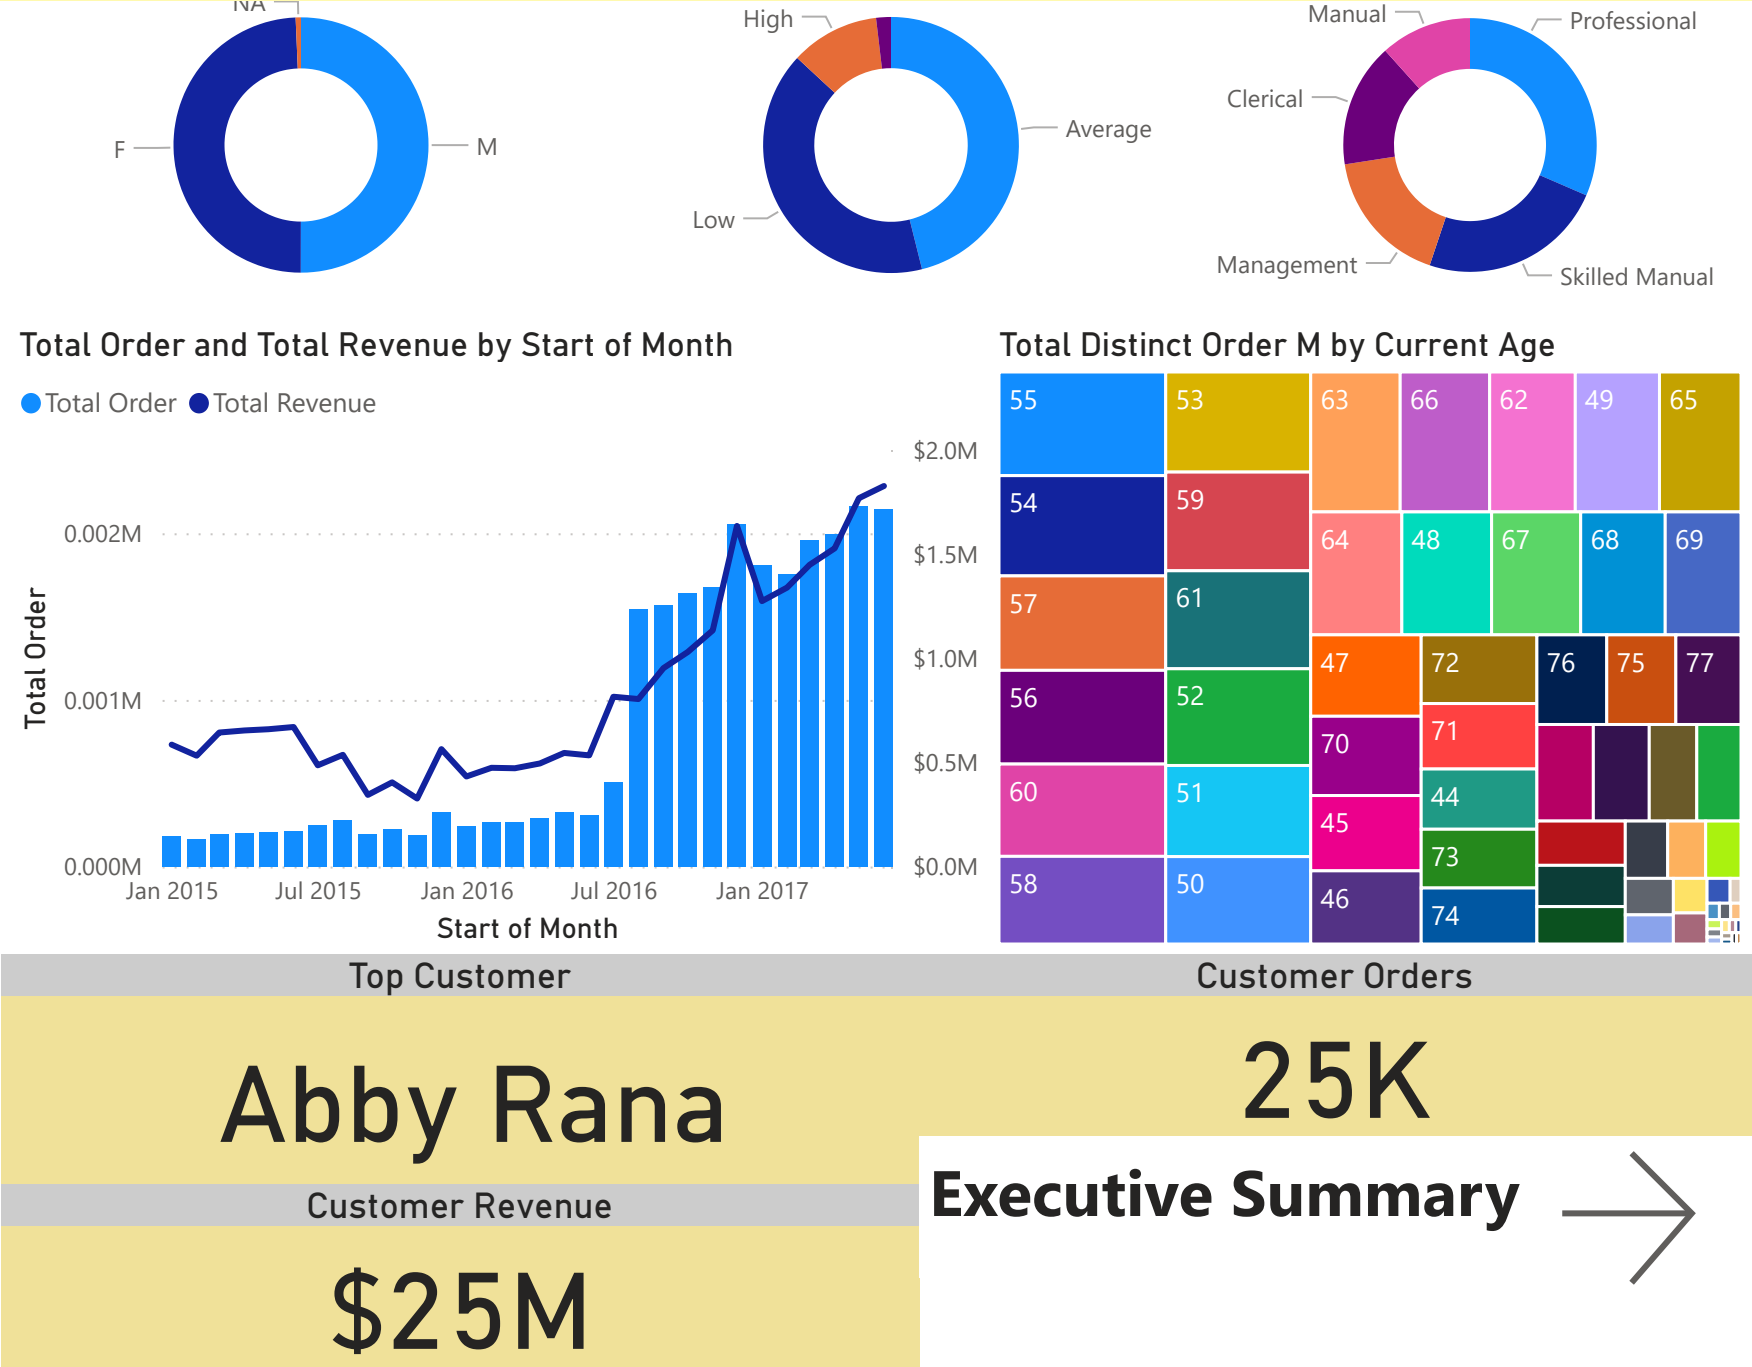 NA
F
M
High
Average
Low
Manual
Professional
Clerical
Management
Skilled Manual
Total Order and Total Revenue by Start of Month
Total Order Total Revenue
$2.0M
0.002M
$1.5M
$1.0M
0.001M
$0.5M
0.000M
$0.0M
Total Order
Jan 2015 Jul 2015 Jan 2016 Jul 2016 Jan 2017
Start of Month
Total Distinct Order M by Current Age
55 53 63 66 62 49 65
54 59 64 48 67 68 69
57 61 47 72 76 75 77
56 52 70 71
60 51 45 44
58 50 46 73
74
Top Customer
Abby Rana
Customer Orders
25K
Customer Revenue
$25M
Executive Summary